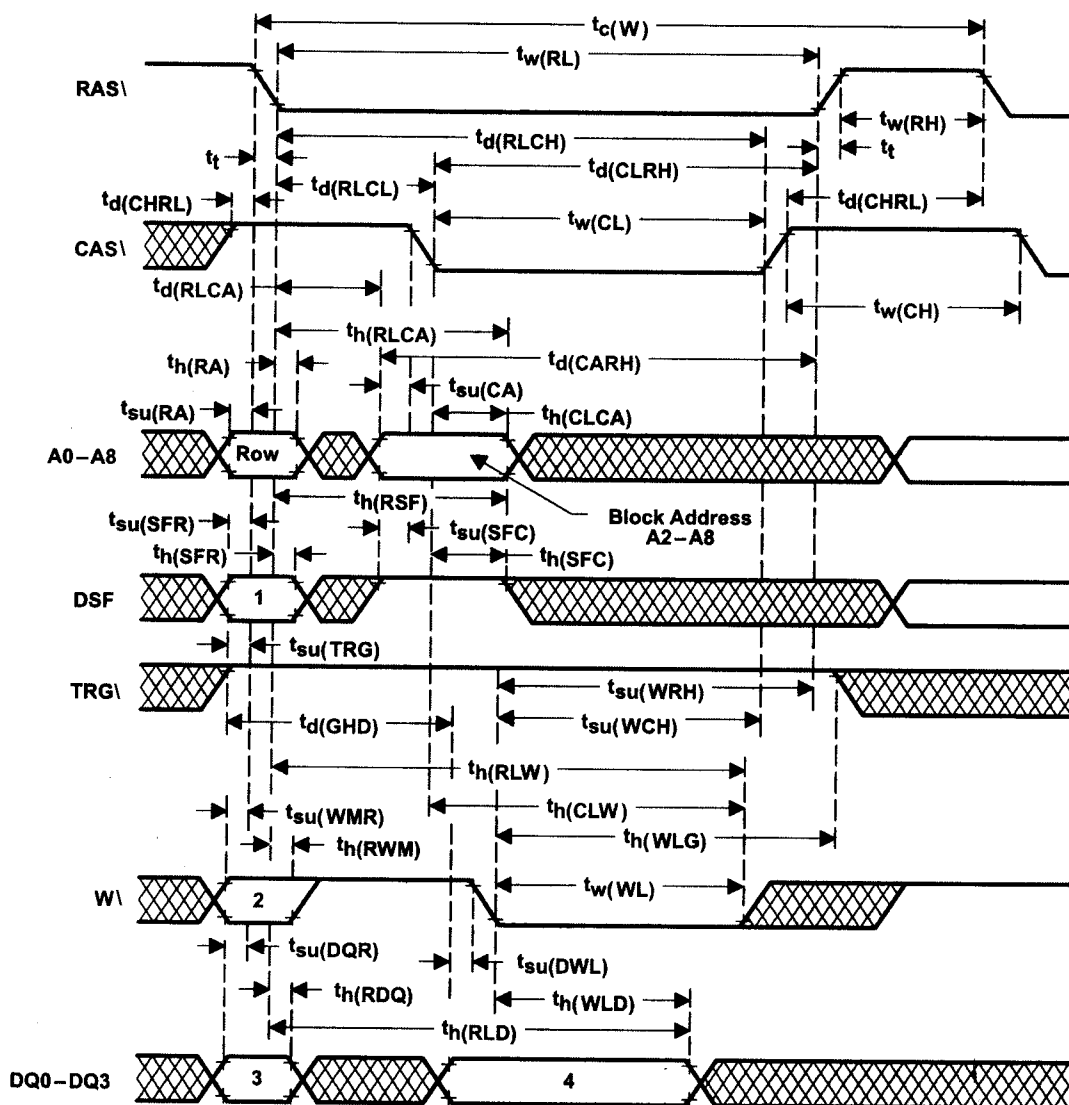 tc(W)
tw(RL)
RAS\
tw(RH)
td(RLCH)
tt
tt
td(CLRH)
td(RLCL)
td(CHRL)
td(CHRL)
tw(CL)
CAS\
td(RLCA)
tw(CH)
th(RLCA)
th(RA)
td(CARH)
tsu(CA)
tsu(RA)
th(CLCA)
A0–A8
Row
th(RSF)
Block Address
A2–A8
tsu(SFR)
tsu(SFC)
th(SFR)
th(SFC)
DSF
1
tsu(TRG)
TRG\
tsu(WRH)
td(GHD)
tsu(WCH)
th(RLW)
tsu(WMR)
th(CLW)
th(WLG)
th(RWM)
W\
2
tw(WL)
tsu(DQR)
tsu(DWL)
th(RDQ)
th(WLD)
th(RLD)
DQ0–DQ3
3
4